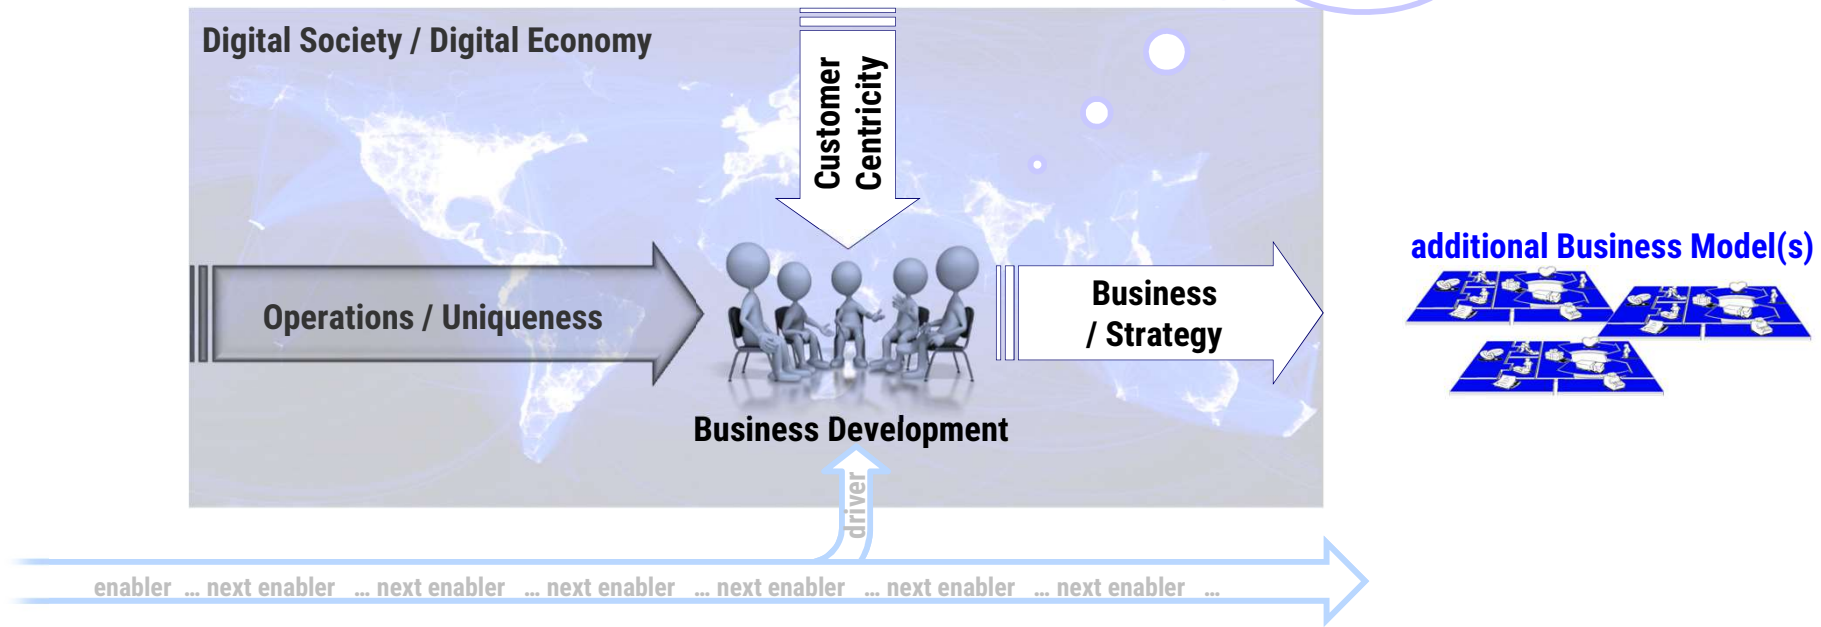 Digital Society / Digital Economy
Customer
Centricity
additional Business Model(s)
Operations / Uniqueness
Business
/ Strategy
Business Development
driver
enabler ... next enabler ... next enabler ... next enabler ... next enabler ... next enabler ... next enabler ...